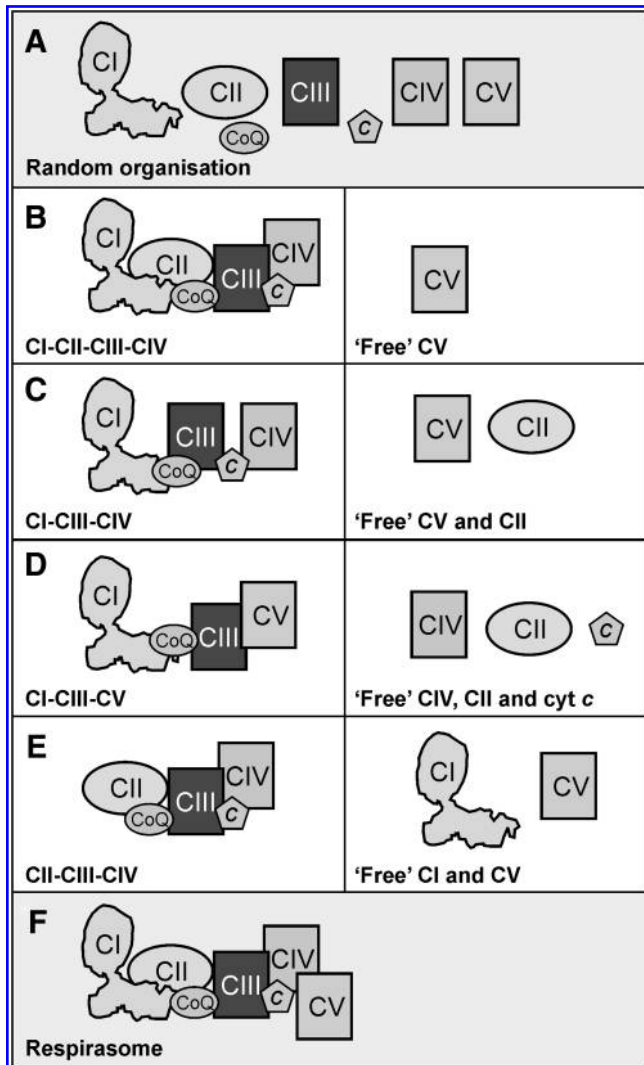 A
CI
CII
CIII
CIV
CV
CoQ
c
Random organisation
B
CI
CII
CIII
CIV
CoQ
c
CI-CII-CIII-CIV
CV
'Free' CV
C
CI
CIII
CIV
CoQ
c
CI-CIII-CIV
CV
CII
'Free' CV and CII
D
CI
CoQ
CIII
CV
CI-CIII-CV
CIV
CII
c
'Free' CIV, CII and cyt c
E
CII
CoQ
CIII
CIV
c
CII-CIII-CIV
CI
CV
'Free' CI and CV
F
CI
CII
CoQ
CIII
CIV
c
CV
Respirasome